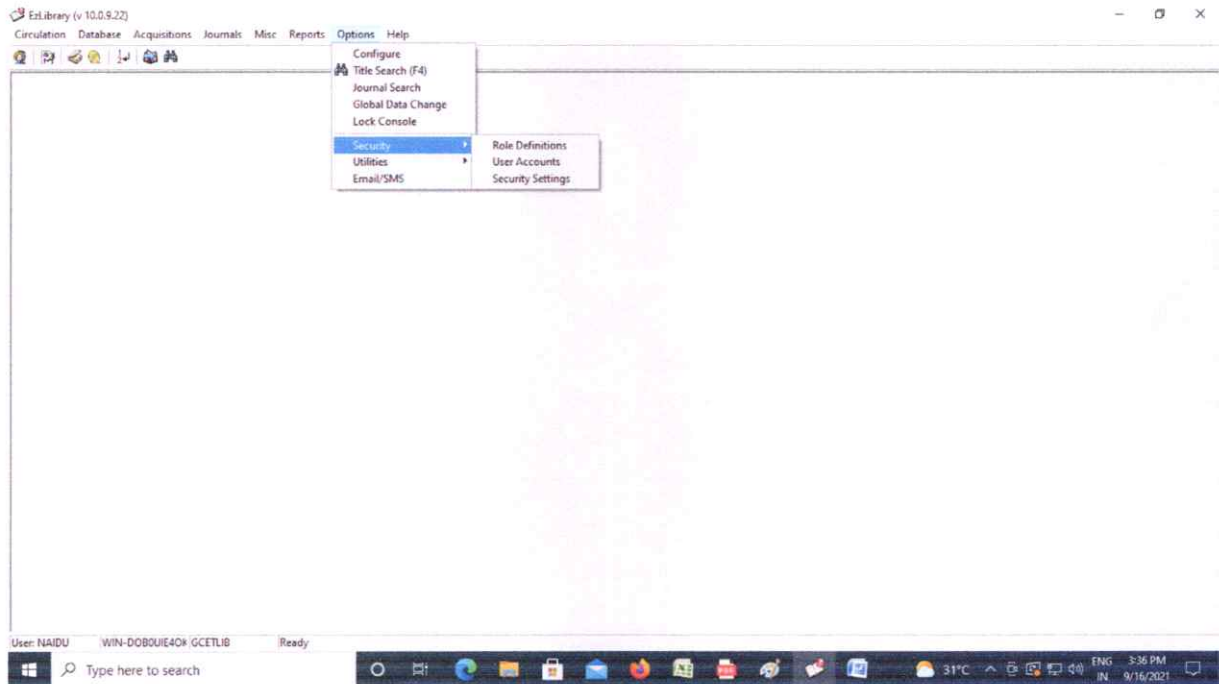 EzLibrary (v 10.0.9.22)
Circulation Database Acquisitions Journals Misc Reports Options Help
Configure
Title Search (F4)
Journal Search
Global Data Change
Lock Console
Security
Utilities
Email/SMS
Role Definitions
User Accounts
Security Settings
User: NAIDU WIN-DOB0UIE4OK GCETLIB Ready
Type here to search
31°C
ENG
IN
3:36 PM
9/16/2021